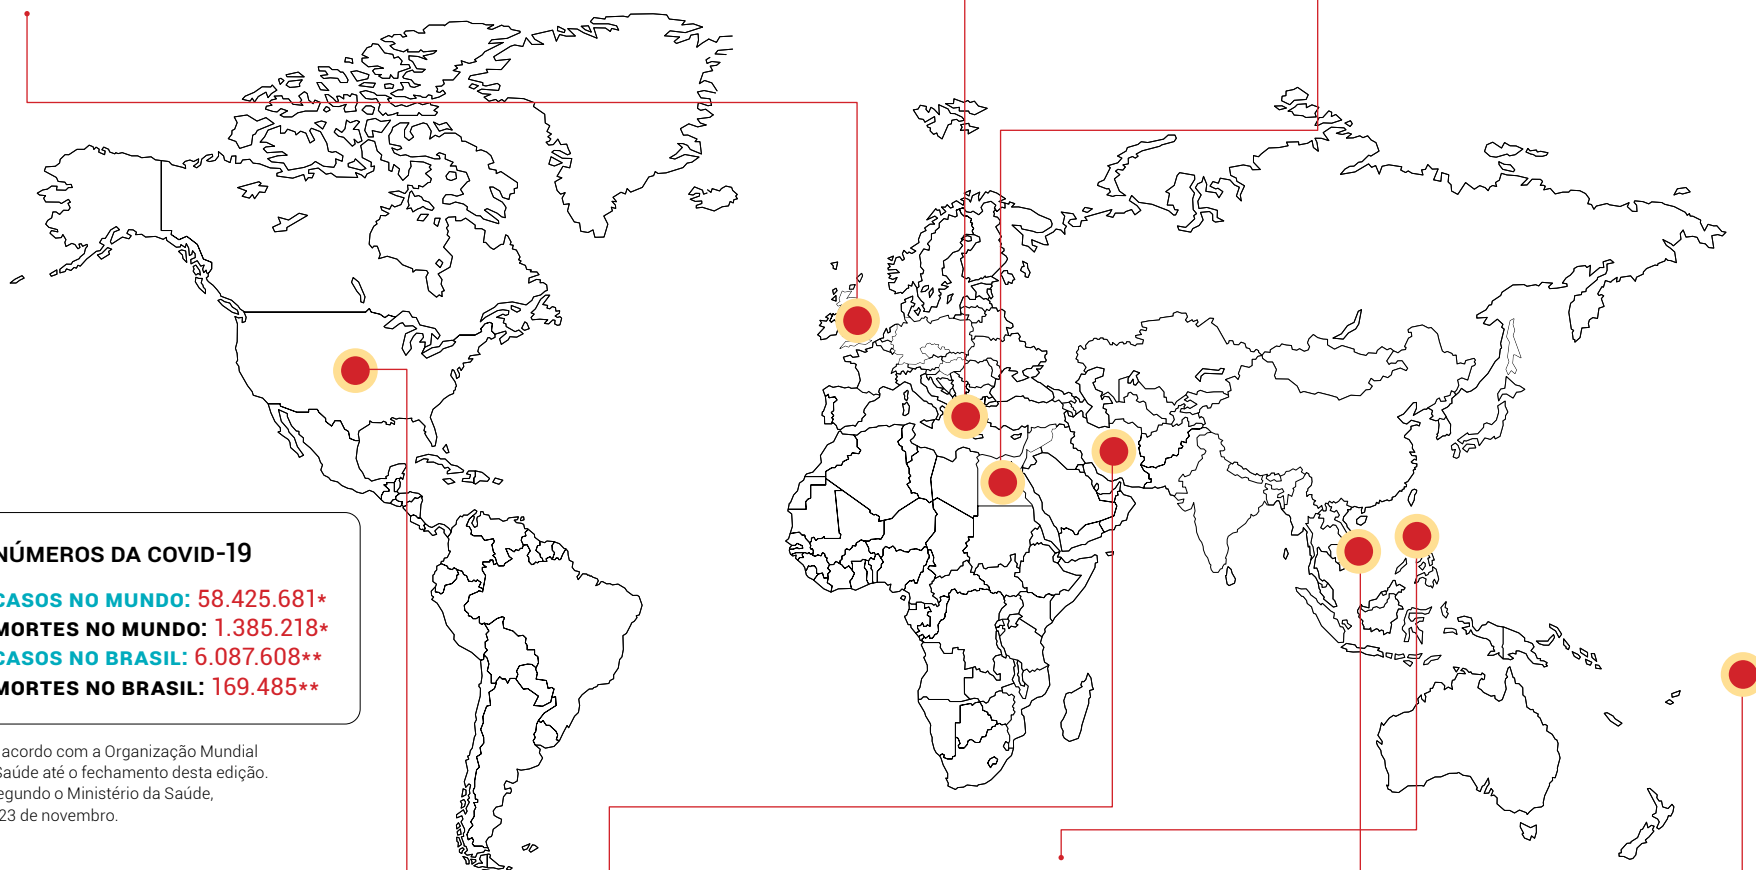 NÚMEROS DA COVID-19
CASOS NO MUNDO: 58.425.681*
MORTES NO MUNDO: 1.385.218*
CASOS NO BRASIL: 6.087.608**
MORTES NO BRASIL: 169.485**
acordo com a Organização Mundial
Saúde até o fechamento desta edição.
egundo o Ministério da Saúde,
23 de novembro.